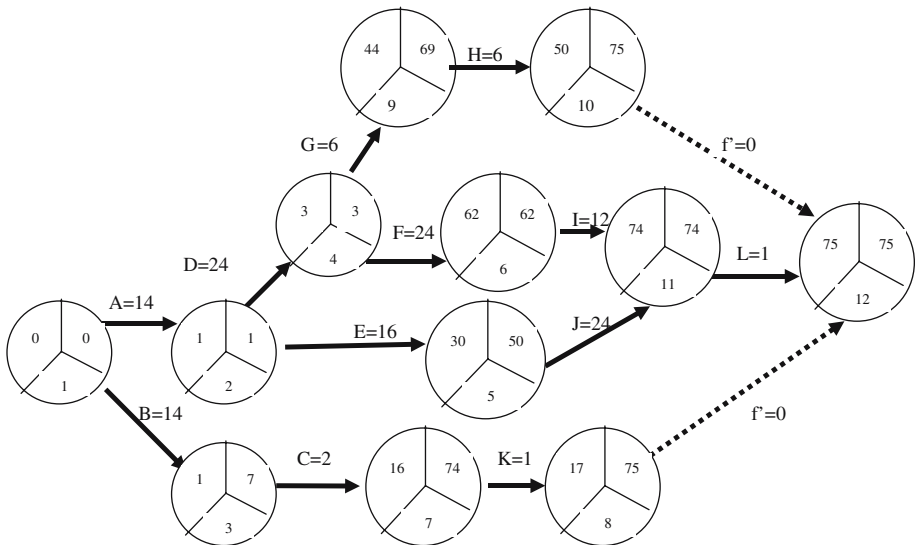 44 69
9
H=6
50 75
10
G=6
f'=0
3 3
4
F=24
62 62
6
I=12
74 74
11
L=1
75 75
12
D=24
A=14
0 0
1
1 1
2
E=16
30 50
5
J=24
B=14
f'=0
1 7
3
C=2
16 74
7
K=1
17 75
8